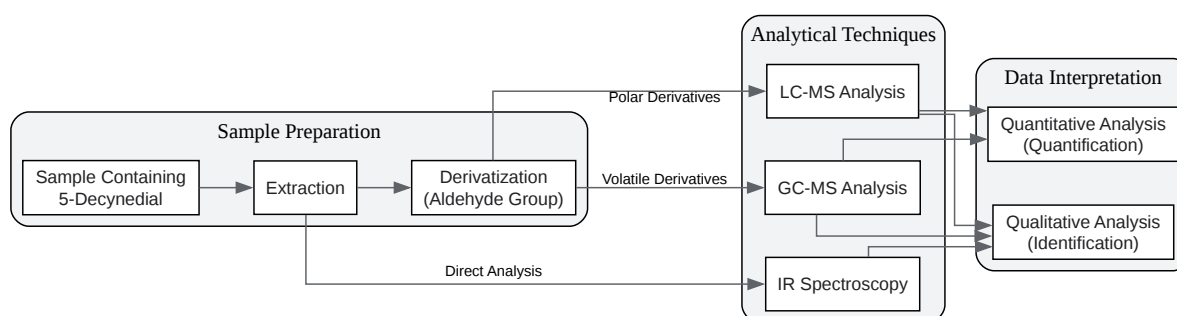 Analytical Techniques
Data Interpretation
Sample Preparation
LC-MS Analysis
Polar Derivatives
Quantitative Analysis
(Quantification)
Sample Containing
5-Decynedial
Extraction
Derivatization
(Aldehyde Group)
Volatile Derivatives
GC-MS Analysis
Qualitative Analysis
(Identification)
Direct Analysis
IR Spectroscopy